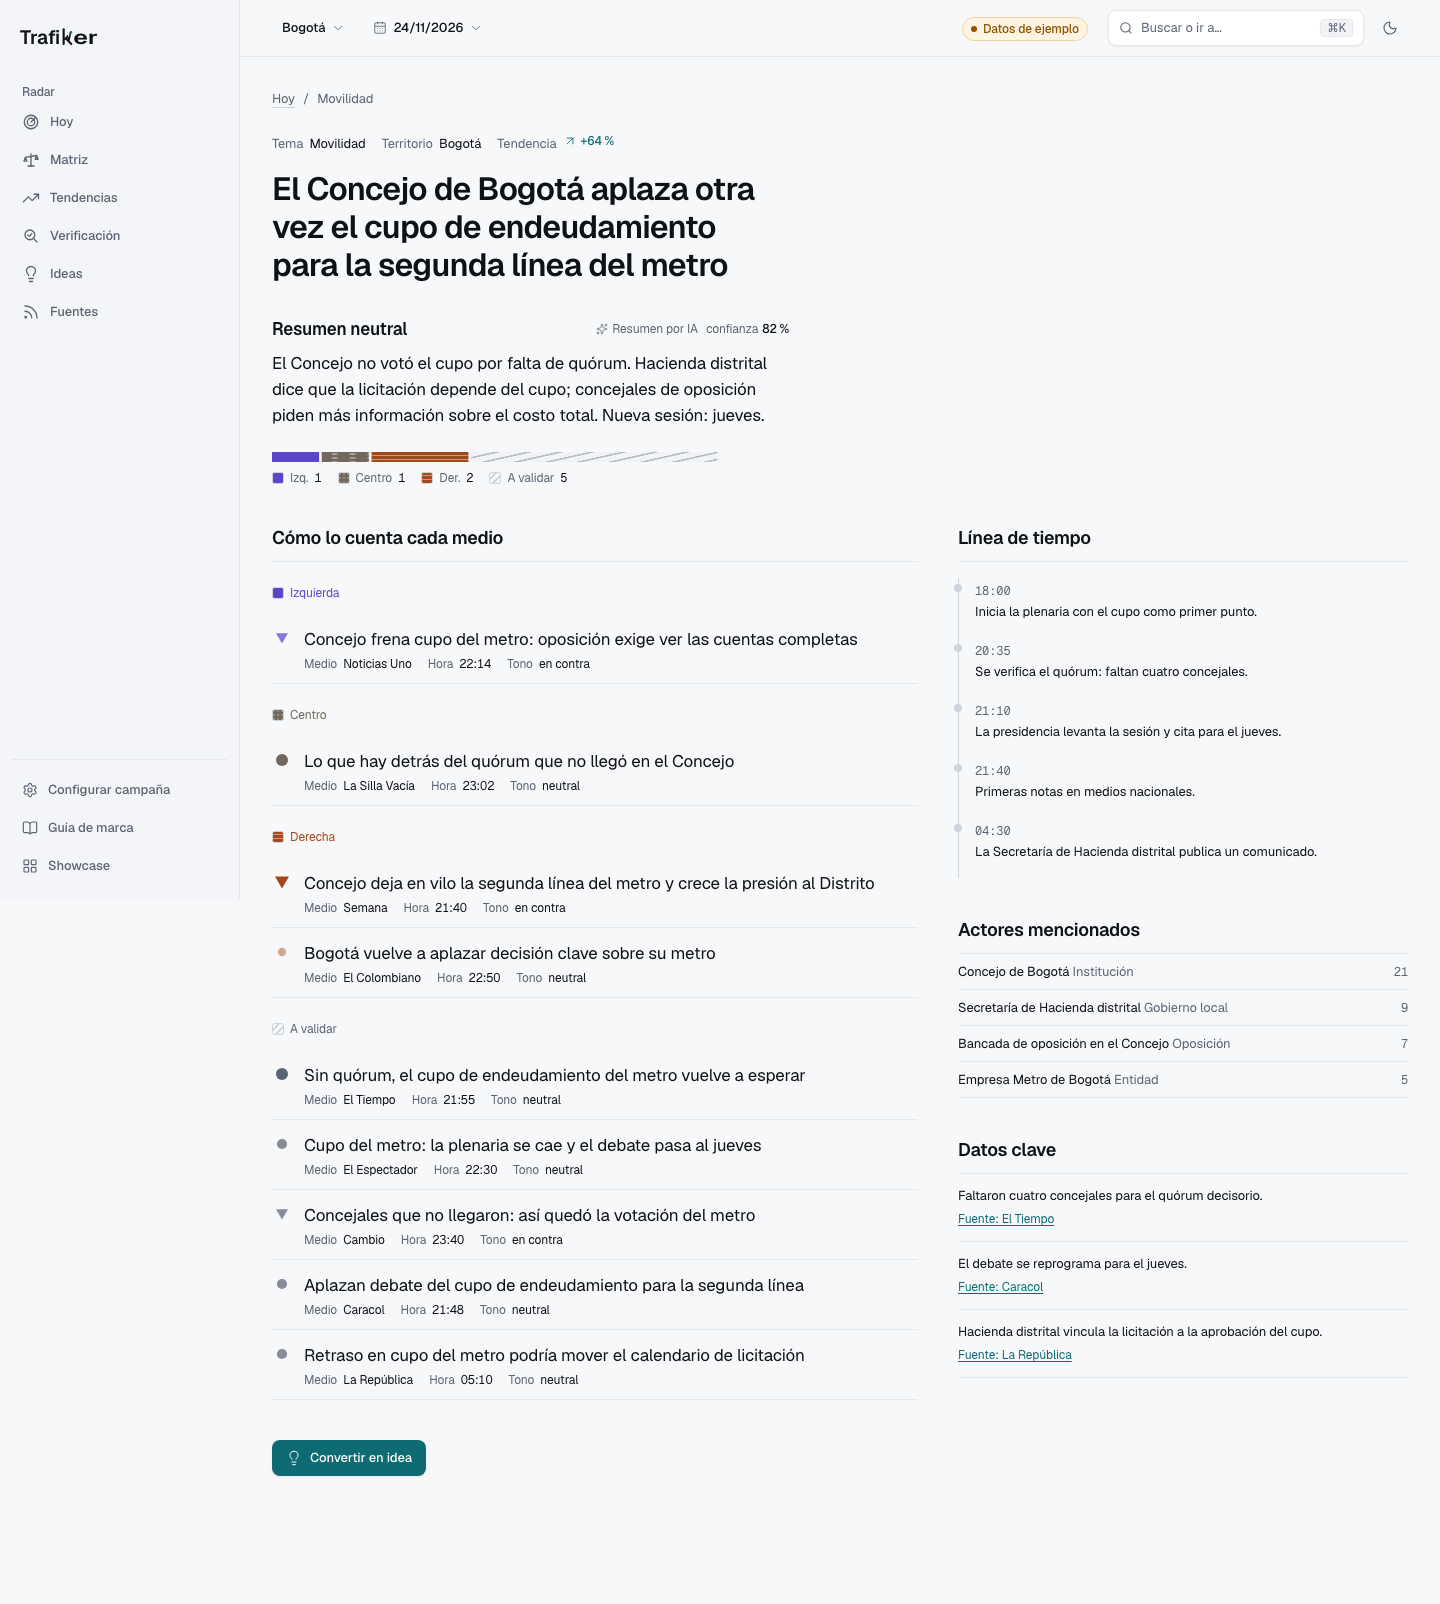 Trafiker
Radar
Hoy
Matriz
Tendencias
Verificación
Ideas
Fuentes
Configurar campaña
Guía de marca
Showcase
Bogotá
24/11/2026
Datos de ejemplo
Buscar o ir a...
⌘K
Hoy / Movilidad
Tema Movilidad Territorio Bogotá Tendencia +64 %
El Concejo de Bogotá aplaza otra
vez el cupo de endeudamiento
para la segunda línea del metro
Resumen neutral
Resumen por IA confianza 82 %
El Concejo no votó el cupo por falta de quórum. Hacienda distrital
dice que la licitación depende del cupo; concejales de oposición
piden más información sobre el costo total. Nueva sesión: jueves.
Izq. 1 Centro 1 Der. 2 A validar 5
Cómo lo cuenta cada medio
Izquierda
Concejo frena cupo del metro: oposición exige ver las cuentas completas
Medio Noticias Uno Hora 22:14 Tono en contra
Centro
Lo que hay detrás del quórum que no llegó en el Concejo
Medio La Silla Vacía Hora 23:02 Tono neutral
Derecha
Concejo deja en vilo la segunda línea del metro y crece la presión al Distrito
Medio Semana Hora 21:40 Tono en contra
Bogotá vuelve a aplazar decisión clave sobre su metro
Medio El Colombiano Hora 22:50 Tono neutral
A validar
Sin quórum, el cupo de endeudamiento del metro vuelve a esperar
Medio El Tiempo Hora 21:55 Tono neutral
Cupo del metro: la plenaria se cae y el debate pasa al jueves
Medio El Espectador Hora 22:30 Tono neutral
Concejales que no llegaron: así quedó la votación del metro
Medio Cambio Hora 23:40 Tono en contra
Aplazan debate del cupo de endeudamiento para la segunda línea
Medio Caracol Hora 21:48 Tono neutral
Retraso en cupo del metro podría mover el calendario de licitación
Medio La República Hora 05:10 Tono neutral
Convertir en idea
Línea de tiempo
18:00
Inicia la plenaria con el cupo como primer punto.
20:35
Se verifica el quórum: faltan cuatro concejales.
21:10
La presidencia levanta la sesión y cita para el jueves.
21:40
Primeras notas en medios nacionales.
04:30
La Secretaría de Hacienda distrital publica un comunicado.
Actores mencionados
Concejo de Bogotá Institución 21
Secretaría de Hacienda distrital Gobierno local 9
Bancada de oposición en el Concejo Oposición 7
Empresa Metro de Bogotá Entidad 5
Datos clave
Faltaron cuatro concejales para el quórum decisorio.
Fuente: El Tiempo
El debate se reprograma para el jueves.
Fuente: Caracol
Hacienda distrital vincula la licitación a la aprobación del cupo.
Fuente: La República